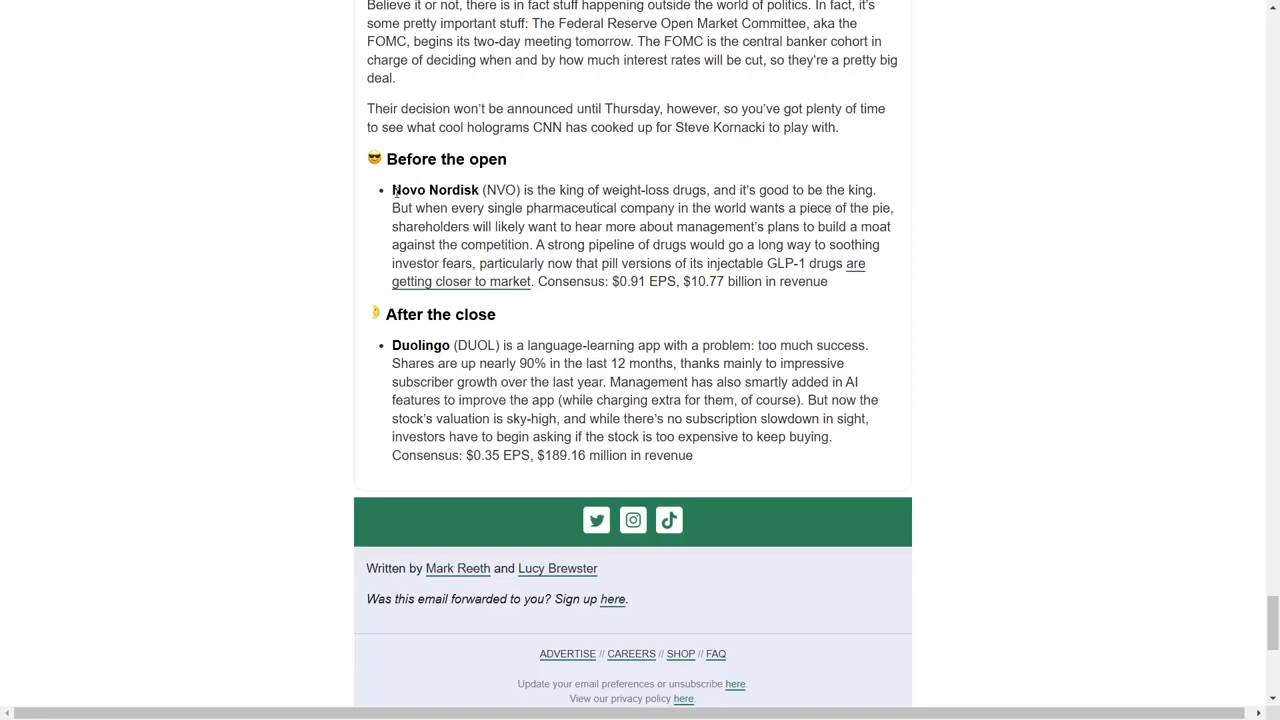 Believe it or not, there is in fact stuff happening outside the world of politics. In fact, it’s
some pretty important stuff: The Federal Reserve Open Market Committee, aka the
FOMC, begins its two-day meeting tomorrow. The FOMC is the central banker cohort in
charge of deciding when and by how much interest rates will be cut, so they’re a pretty big
deal.
Their decision won’t be announced until Thursday, however, so you’ve got plenty of time
to see what cool holograms CNN has cooked up for Steve Kornacki to play with.
😎 Before the open
• Novo Nordisk (NVO) is the king of weight-loss drugs, and it’s good to be the king.
But when every single pharmaceutical company in the world wants a piece of the pie,
shareholders will likely want to hear more about management’s plans to build a moat
against the competition. A strong pipeline of drugs would go a long way to soothing
investor fears, particularly now that pill versions of its injectable GLP-1 drugs are
getting closer to market. Consensus: $0.91 EPS, $10.77 billion in revenue
🌛 After the close
• Duolingo (DUOL) is a language-learning app with a problem: too much success.
Shares are up nearly 90% in the last 12 months, thanks mainly to impressive
subscriber growth over the last year. Management has also smartly added in AI
features to improve the app (while charging extra for them, of course). But now the
stock’s valuation is sky-high, and while there’s no subscription slowdown in sight,
investors have to begin asking if the stock is too expensive to keep buying.
Consensus: $0.35 EPS, $189.16 million in revenue
Written by Mark Reeth and Lucy Brewster
Was this email forwarded to you? Sign up here.
ADVERTISE // CAREERS // SHOP // FAQ
Update your email preferences or unsubscribe here.
View our privacy policy here.